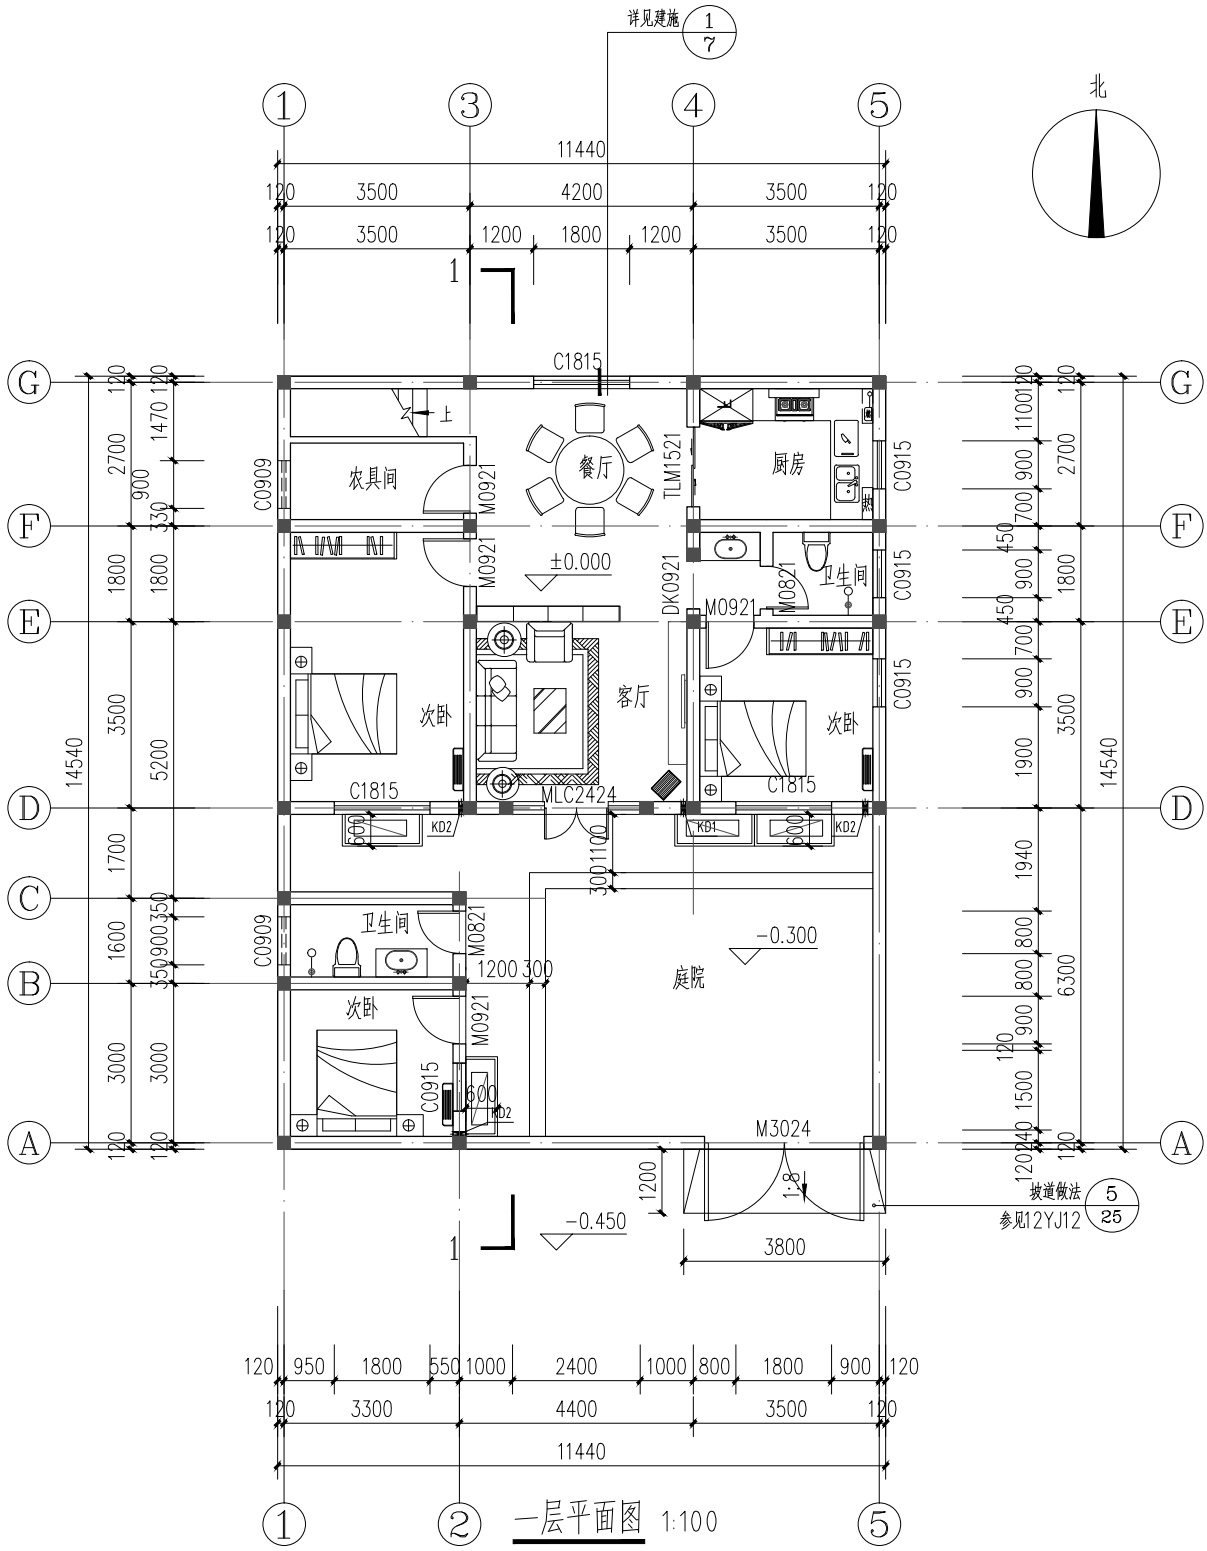 详见建施 1
7
北
1 3 4 5
11440
120 3500 4200 3500 120
120 3500 1200 1800 1200 3500 120
1
C1815
G G
120 120 120 120
1470 2700 900 330
1100 900 700 2700
上
农具间
餐厅
厨房
热
C0909
M0921
TLM1521
C0915
F F
1800 1800
450 900 450 1800
M0921
±0.000
DK0921
M0921
M0821
卫生间
C0915
E E
3500 5200
700 900 1900 3500
14540 14540
次卧
客厅
次卧
C0915
C1815
MLC2424
C1815
D D
600 KD2
KD1
600 KD2
1100
300
1700
1940
C C
350 900 350 1600
800 800 900 120 1500 240 120 120
6300
C0909
卫生间
M0821
-0.300
庭院
B B
1200 300
次卧
M0921
C0915
600
KD2
3000 3000
M3024
A A
120 120
1200
1:8
坡道做法 5
参见12YJ12 25
-0.450
1
3800
120 950 1800 550 1000 2400 1000 800 1800 900 120
120 3300 4400 3500 120
11440
1 2 5
一层平面图 1:100